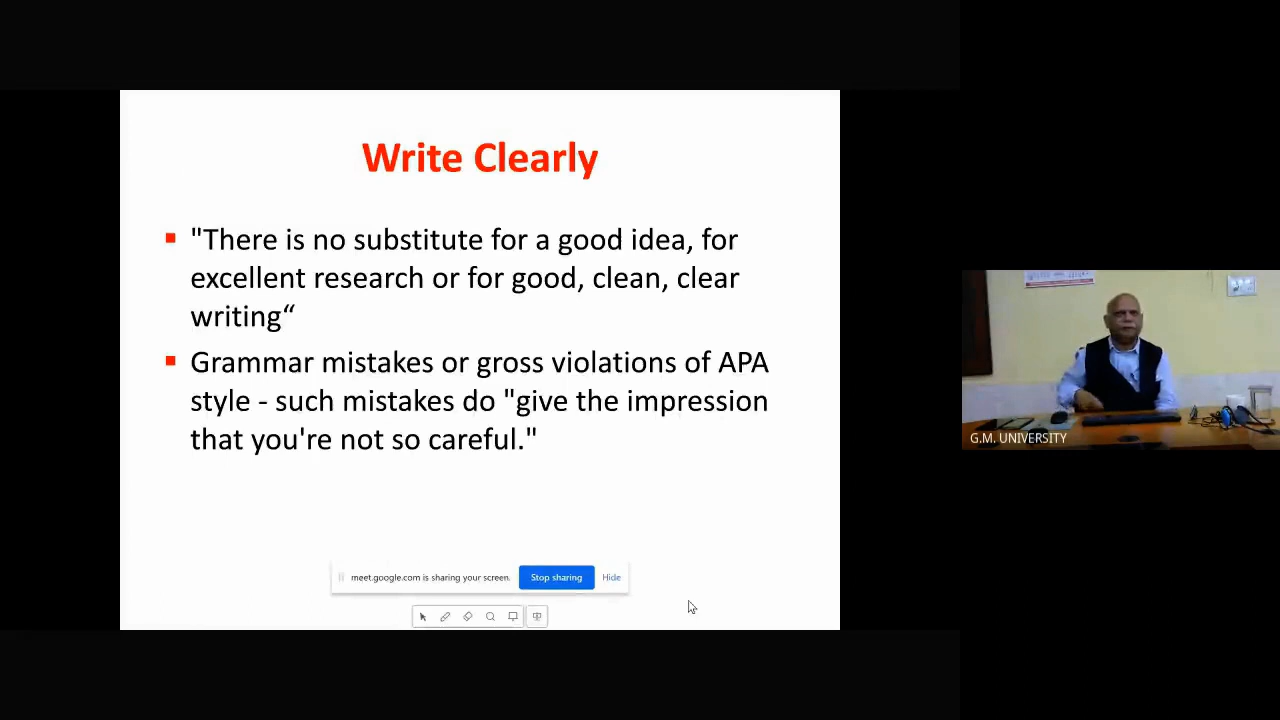 Write Clearly
"There is no substitute for a good idea, for
excellent research or for good, clean, clear
writing“
Grammar mistakes or gross violations of APA
style - such mistakes do "give the impression
that you're not so careful."
meet.google.com is sharing your screen.
Stop sharing
Hide
G.M. UNIVERSITY